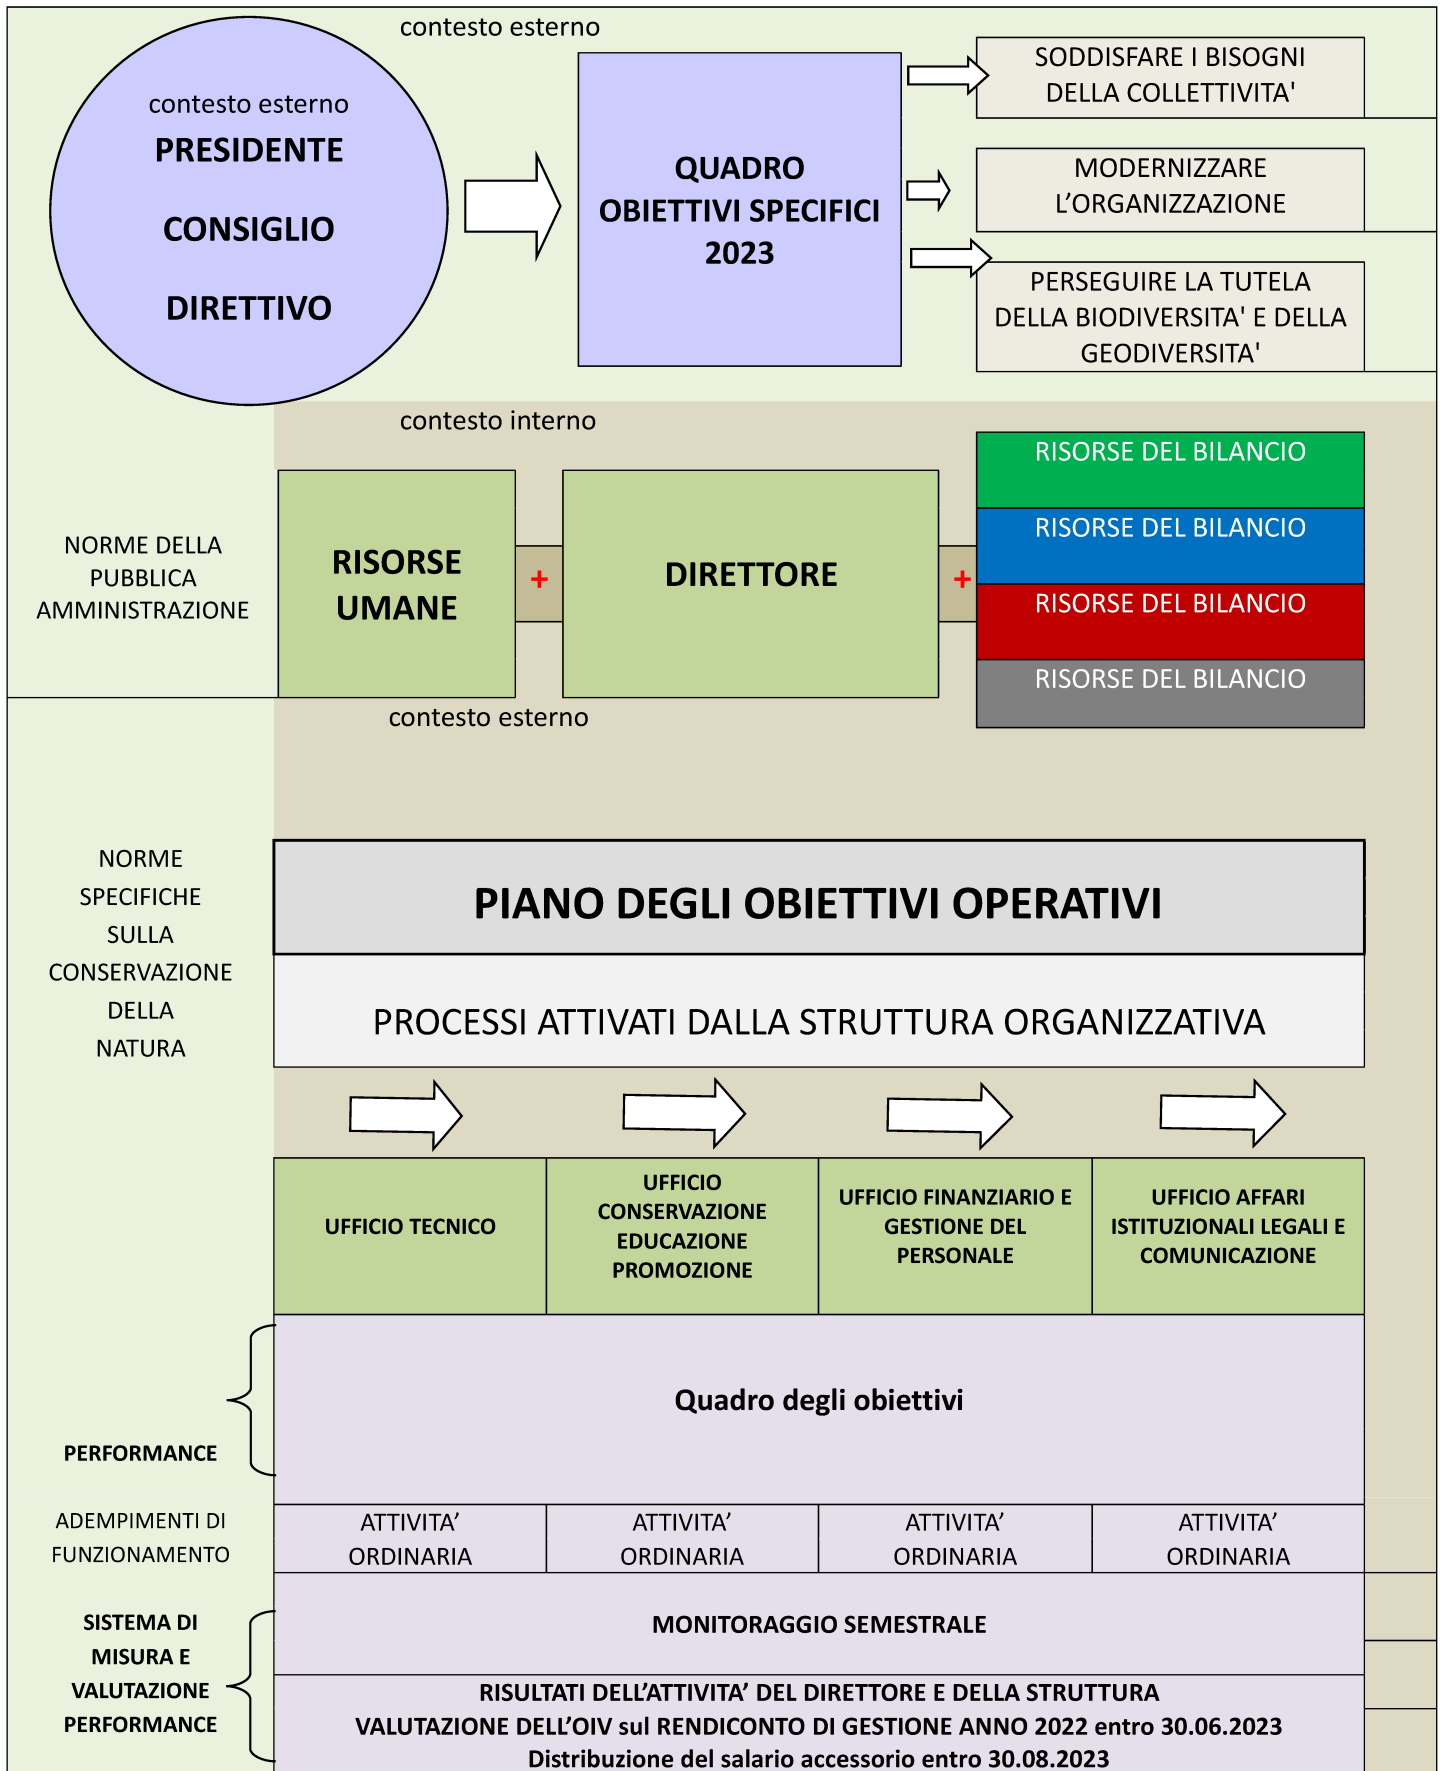 contesto esterno
contesto esterno
PRESIDENTE
CONSIGLIO
DIRETTIVO
QUADRO
OBIETTIVI SPECIFICI
2023
SODDISFARE I BISOGNI
DELLA COLLETTIVITA'
MODERNIZZARE
L’ORGANIZZAZIONE
PERSEGUIRE LA TUTELA
DELLA BIODIVERSITA' E DELLA
GEODIVERSITA'
contesto interno
NORME DELLA
PUBBLICA
AMMINISTRAZIONE
RISORSE
UMANE
+
DIRETTORE
+
RISORSE DEL BILANCIO
RISORSE DEL BILANCIO
RISORSE DEL BILANCIO
RISORSE DEL BILANCIO
contesto esterno
NORME
SPECIFICHE
SULLA
CONSERVAZIONE
DELLA
NATURA
PIANO DEGLI OBIETTIVI OPERATIVI
PROCESSI ATTIVATI DALLA STRUTTURA ORGANIZZATIVA
UFFICIO TECNICO
UFFICIO
CONSERVAZIONE
EDUCAZIONE
PROMOZIONE
UFFICIO FINANZIARIO E
GESTIONE DEL
PERSONALE
UFFICIO AFFARI
ISTITUZIONALI LEGALI E
COMUNICAZIONE
PERFORMANCE
Quadro degli obiettivi
ADEMPIMENTI DI
FUNZIONAMENTO
ATTIVITA’
ORDINARIA
ATTIVITA’
ORDINARIA
ATTIVITA’
ORDINARIA
ATTIVITA’
ORDINARIA
SISTEMA DI
MISURA E
VALUTAZIONE
PERFORMANCE
MONITORAGGIO SEMESTRALE
RISULTATI DELL’ATTIVITA’ DEL DIRETTORE E DELLA STRUTTURA
VALUTAZIONE DELL’OIV sul RENDICONTO DI GESTIONE ANNO 2022 entro 30.06.2023
Distribuzione del salario accessorio entro 30.08.2023